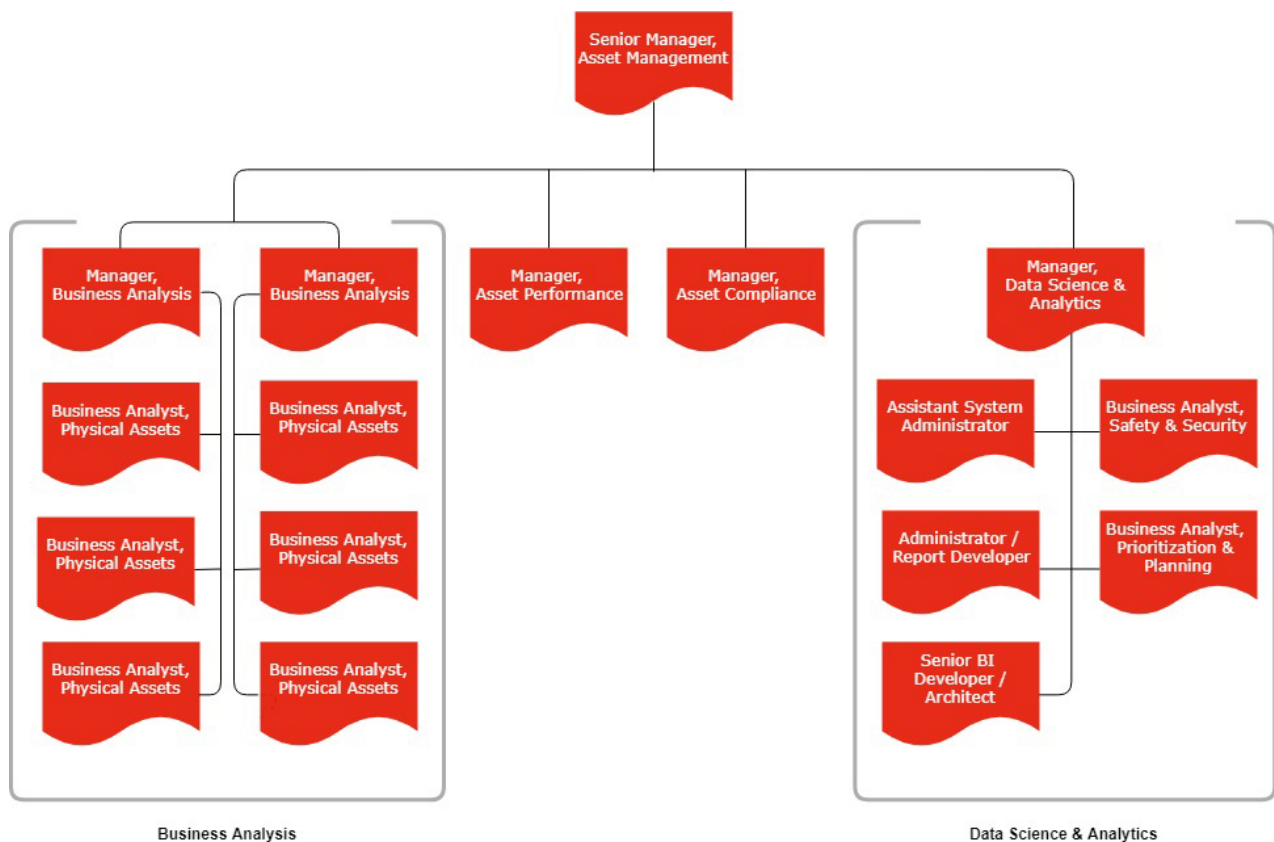 Senior Manager,
Asset Management
Manager,
Business Analysis
Manager,
Business Analysis
Manager,
Asset Performance
Manager,
Asset Compliance
Manager,
Data Science &
Analytics
Business Analyst,
Physical Assets
Business Analyst,
Physical Assets
Assistant System
Administrator
Business Analyst,
Safety & Security
Business Analyst,
Physical Assets
Business Analyst,
Physical Assets
Administrator /
Report Developer
Business Analyst,
Prioritization &
Planning
Business Analyst,
Physical Assets
Business Analyst,
Physical Assets
Senior BI
Developer /
Architect
Business Analysis
Data Science & Analytics